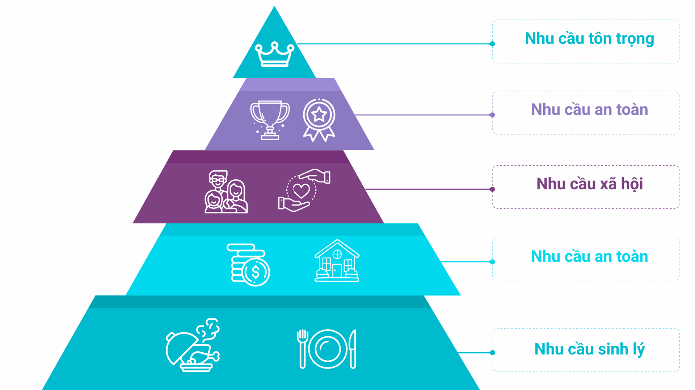 Nhu cầu tôn trọng
Nhu cầu an toàn
Nhu cầu xã hội
Nhu cầu an toàn
Nhu cầu sinh lý